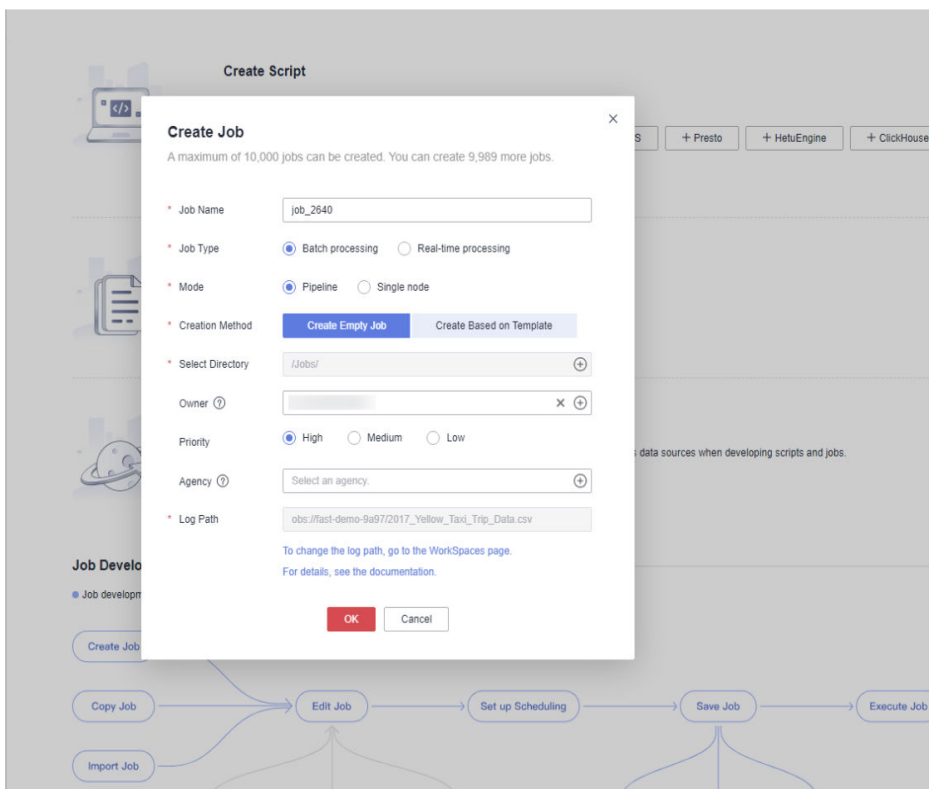 Create Script
</>
S
+ Presto
+ HetuEngine
+ ClickHouse
Create Job
A maximum of 10,000 jobs can be created. You can create 9,989 more jobs.
* Job Name job_2640
* Job Type Batch processing Real-time processing
* Mode Pipeline Single node
* Creation Method Create Empty Job Create Based on Template
* Select Directory /Jobs/
Owner ?
Priority High Medium Low
data sources when developing scripts and jobs.
Agency ? Select an agency.
* Log Path obs://fast-demo-9a97/2017_Yellow_Taxi_Trip_Data.csv
To change the log path, go to the WorkSpaces page.
For details, see the documentation.
OK Cancel
Job Develo
Job developm
Create Job
Copy Job
Edit Job
Set up Scheduling
Save Job
Execute Job
Import Job